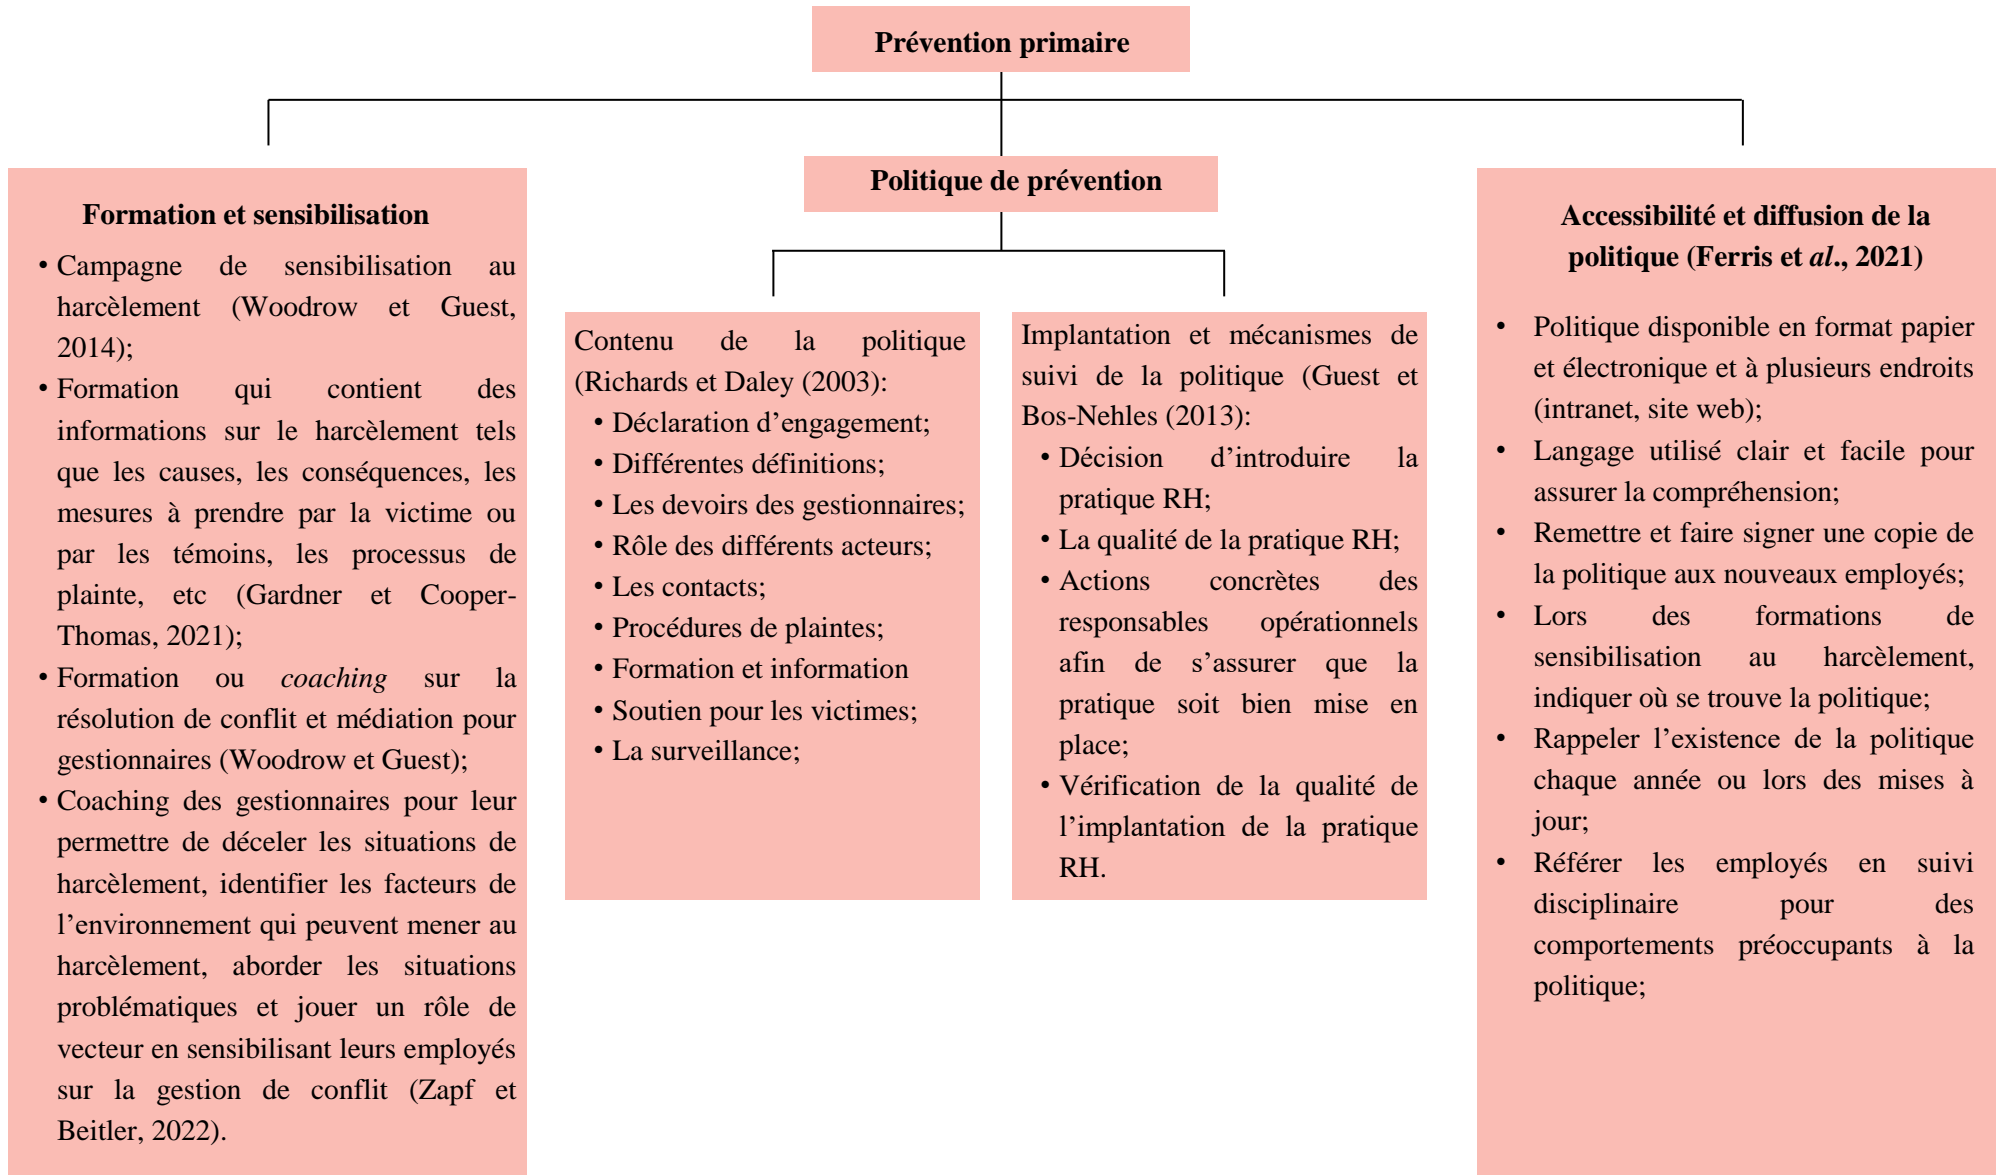 Prévention primaire
Formation et sensibilisation
• Campagne de sensibilisation au
harcèlement (Woodrow et Guest,
2014);
• Formation qui contient des
informations sur le harcèlement tels
que les causes, les conséquences, les
mesures à prendre par la victime ou
par les témoins, les processus de
plainte, etc (Gardner et Cooper-
Thomas, 2021);
• Formation ou coaching sur la
résolution de conflit et médiation pour
gestionnaires (Woodrow et Guest);
• Coaching des gestionnaires pour leur
permettre de déceler les situations de
harcèlement, identifier les facteurs de
l’environnement qui peuvent mener au
harcèlement, aborder les situations
problématiques et jouer un rôle de
vecteur en sensibilisant leurs employés
sur la gestion de conflit (Zapf et
Beitler, 2022).
Politique de prévention
Contenu de la politique
(Richards et Daley (2003):
• Déclaration d’engagement;
• Différentes définitions;
• Les devoirs des gestionnaires;
• Rôle des différents acteurs;
• Les contacts;
• Procédures de plaintes;
• Formation et information
• Soutien pour les victimes;
• La surveillance;
Implantation et mécanismes de
suivi de la politique (Guest et
Bos-Nehles (2013):
• Décision d’introduire la
pratique RH;
• La qualité de la pratique RH;
• Actions concrètes des
responsables opérationnels
afin de s’assurer que la
pratique soit bien mise en
place;
• Vérification de la qualité de
l’implantation de la pratique
RH.
Accessibilité et diffusion de la
politique (Ferris et al., 2021)
• Politique disponible en format papier
et électronique et à plusieurs endroits
(intranet, site web);
• Langage utilisé clair et facile pour
assurer la compréhension;
• Remettre et faire signer une copie de
la politique aux nouveaux employés;
• Lors des formations de
sensibilisation au harcèlement,
indiquer où se trouve la politique;
• Rappeler l’existence de la politique
chaque année ou lors des mises à
jour;
• Référer les employés en suivi
disciplinaire pour des
comportements préoccupants à la
politique;